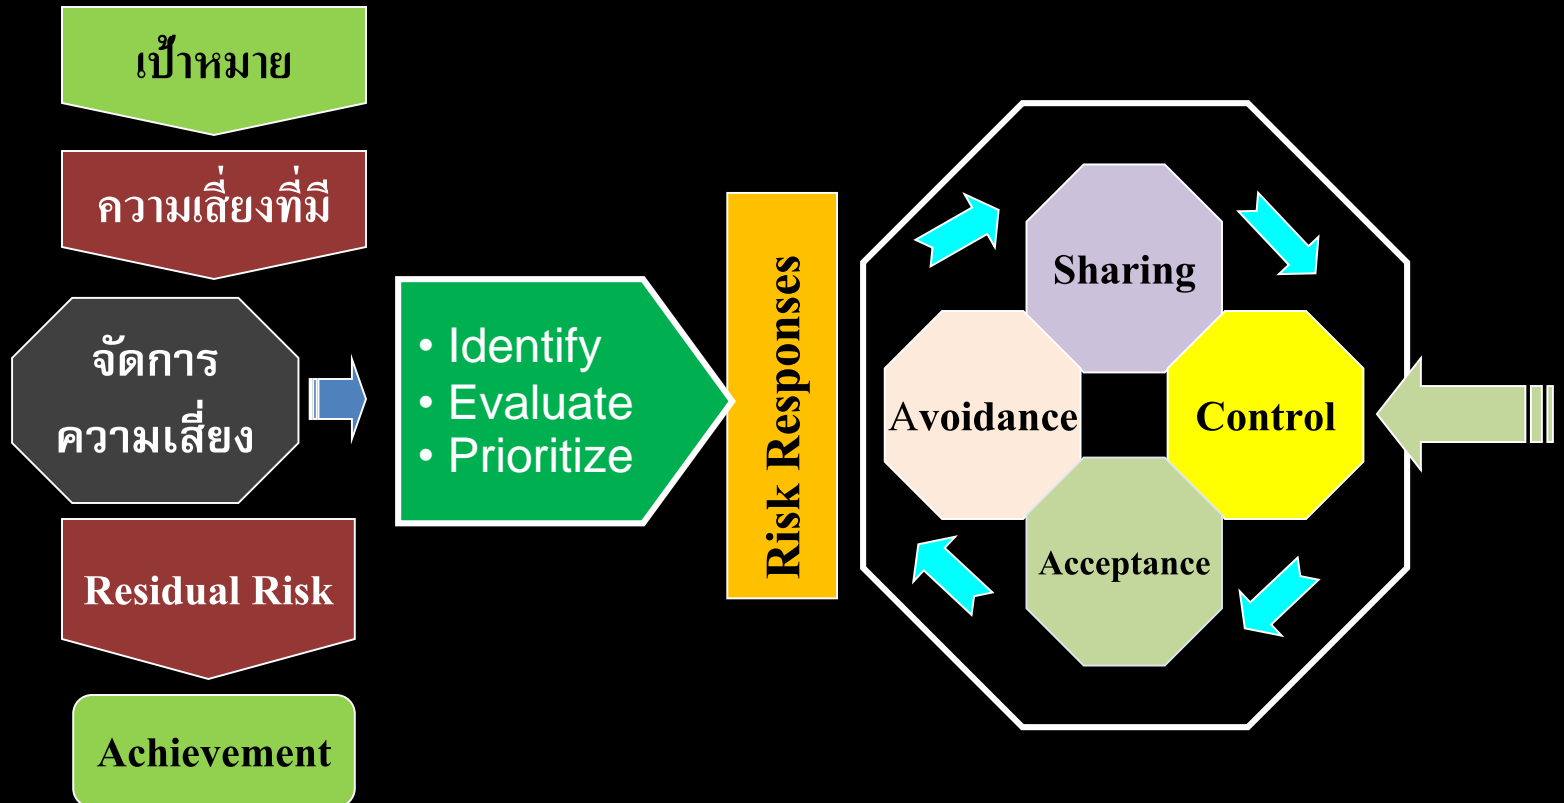 เป้าหมาย
ความเสี่ยงที่มี
จัดการ
ความเสี่ยง
Residual Risk
Achievement
• Identify
• Evaluate
• Prioritize
Risk Responses
Sharing
Avoidance
Control
Acceptance